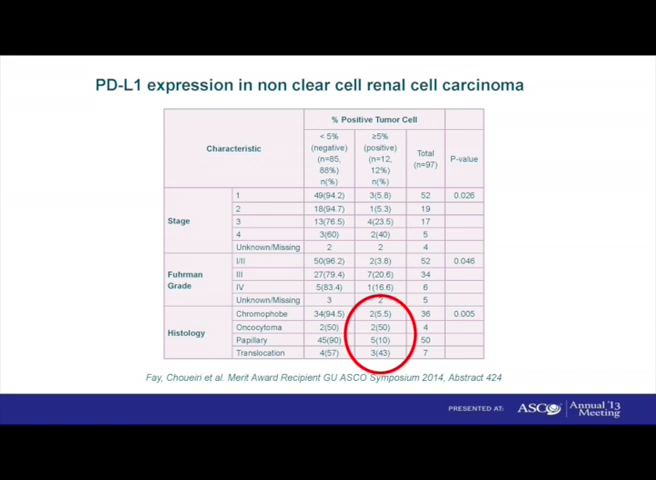 PD-L1 expression in non clear cell renal cell carcinoma
Characteristic % Positive Tumor Cell
< 5% (negative) (n=85, 88%) n(%) ≥5% (positive) (n=12, 12%) n(%) Total (n=97) P-value
Stage 1 49(94.2) 3(5.8) 52 0.026
2 18(94.7) 1(5.3) 19
3 13(76.5) 4(23.5) 17
4 3(60) 2(40) 5
Unknown/Missing 2 2 4
Fuhrman Grade I/II 50(96.2) 2(3.8) 52 0.046
III 27(79.4) 7(20.6) 34
IV 5(83.4) 1(16.6) 6
Unknown/Missing 3 2 5
Histology Chromophobe 34(94.5) 2(5.5) 36 0.005
Oncocytoma 2(50) 2(50) 4
Papillary 45(90) 5(10) 50
Translocation 4(57) 3(43) 7
Fay, Choueiri et al. Merit Award Recipient GU ASCO Symposium 2014, Abstract 424
PRESENTED AT: ASCO Annual '13 Meeting